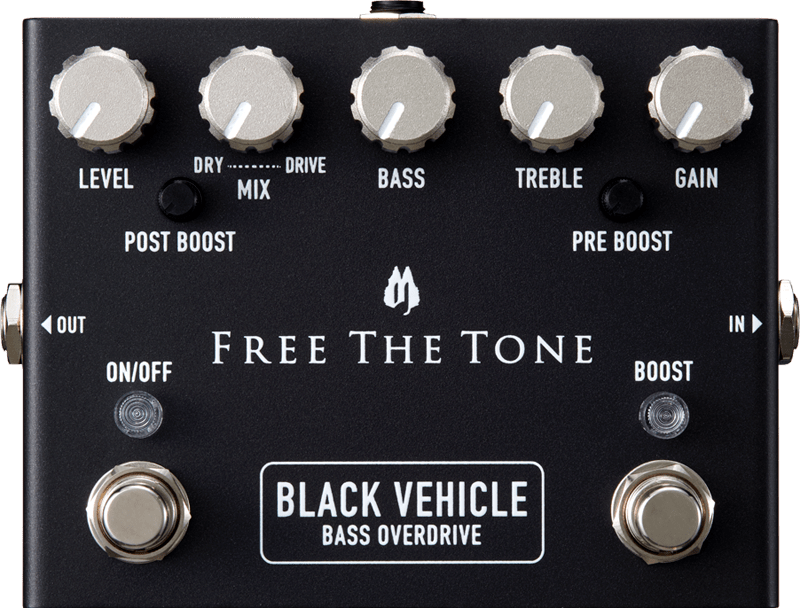 LEVEL
DRY DRIVE
MIX
BASS
TREBLE
GAIN
POST BOOST
PRE BOOST
OUT
IN
FREE THE TONE
ON/OFF
BOOST
BLACK VEHICLE
BASS OVERDRIVE